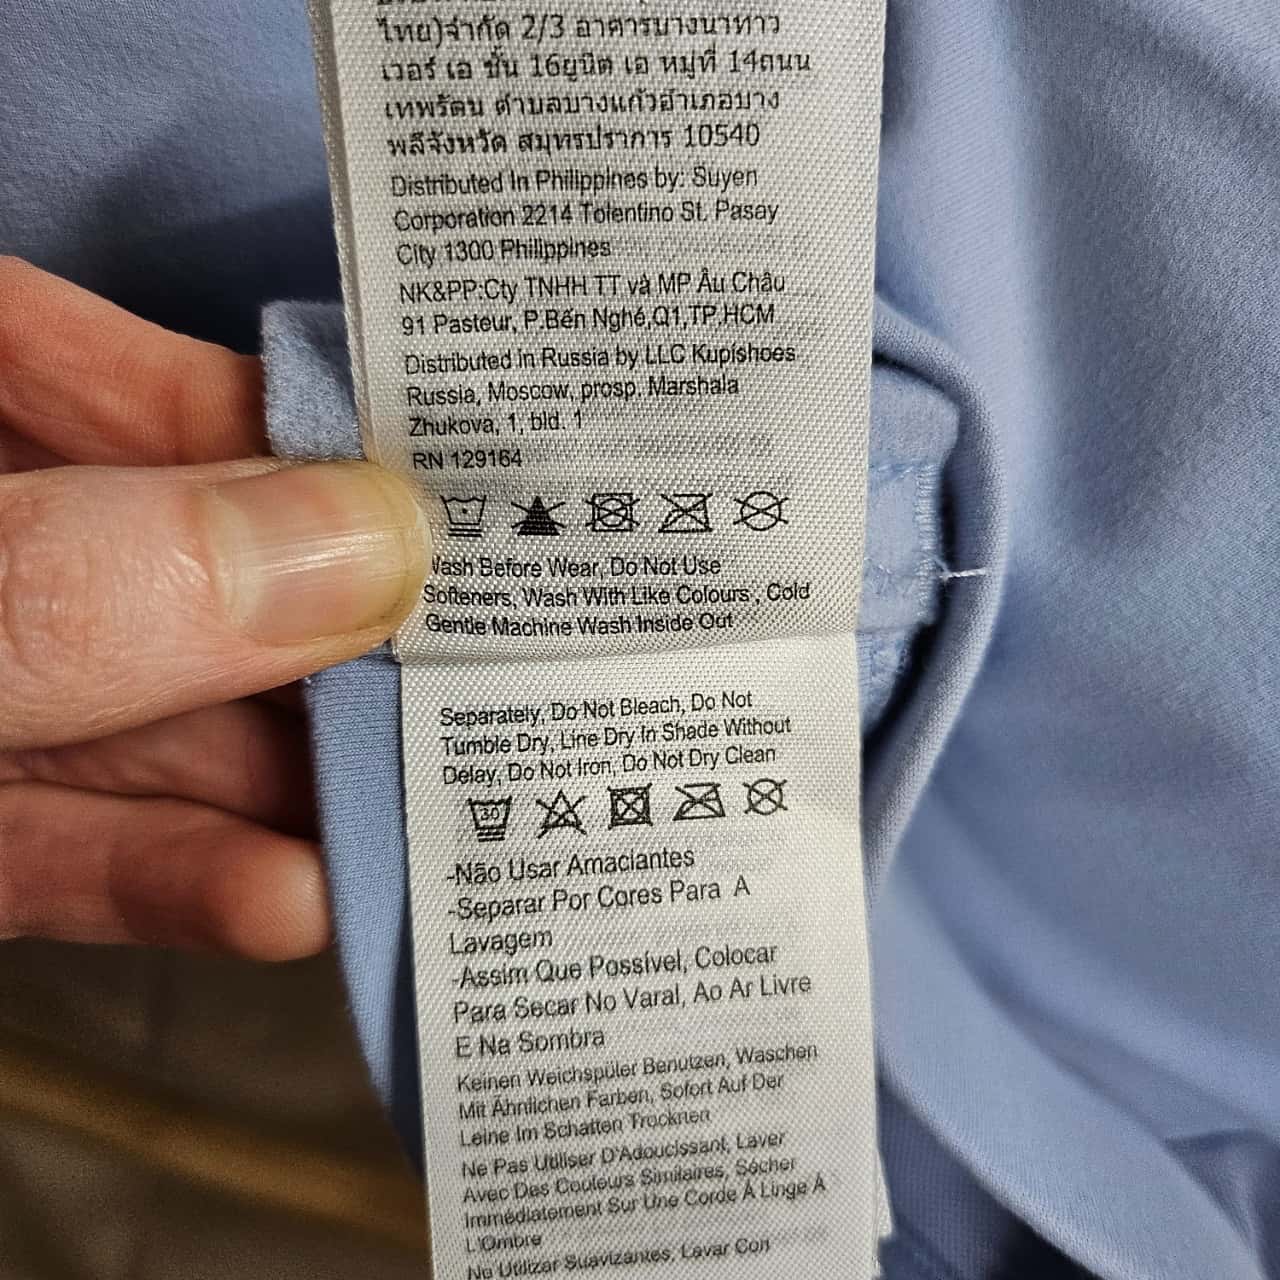 ไทย)จำกัด 2/3 อาคารบางนาทาว
เวอร์ เอ ชั้น 16ยูนิต เอ หมู่ที่ 14ถนน
เทพรัตน ตำบลบางแก้วอำเภอบาง
พลีจังหวัด สมุทรปราการ 10540
Distributed In Philippines by: Suyen
Corporation 2214 Tolentino St. Pasay
City 1300 Philippines
NK&PP:Cty TNHH TT và MP Âu Châu
91 Pasteur, P.Bến Nghé,Q1,TP.HCM
Distributed in Russia by LLC Kupishoes
Russia, Moscow, prosp. Marshala
Zhukova, 1, bld. 1
RN 129164
Wash Before Wear, Do Not Use
Softeners, Wash With Like Colours , Cold
Gentle Machine Wash Inside Out
Separately, Do Not Bleach, Do Not
Tumble Dry, Line Dry In Shade Without
Delay, Do Not Iron, Do Not Dry Clean
30
-Não Usar Amaciantes
-Separar Por Cores Para A
Lavagem
-Assim Que Possível, Colocar
Para Secar No Varal, Ao Ar Livre
E Na Sombra
Keinen Weichspüler Benutzen, Waschen
Mit Ähnlichen Farben, Sofort Auf Der
Leine Im Schatten Trocknen
Ne Pas Utiliser D'Adoucissant, Laver
Avec Des Couleurs Similaires, Sécher
Immédiatement Sur Une Corde À Linge À
L'Ombre
No Utilizar Suavizantes, Lavar Con